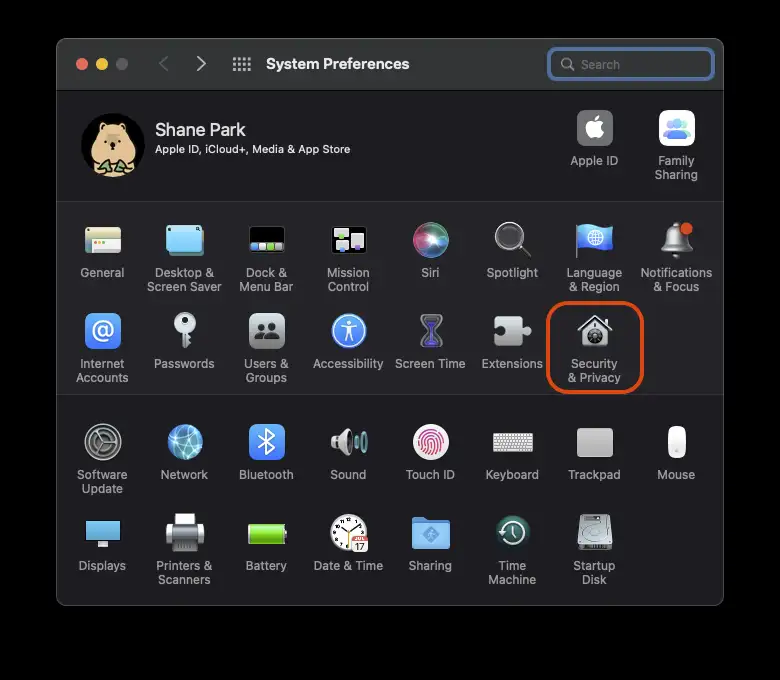 System Preferences
Search
Shane Park
Apple ID, iCloud+, Media & App Store
Apple ID
Family
Sharing
General
Desktop &
Screen Saver
Dock &
Menu Bar
Mission
Control
Siri
Spotlight
Language
& Region
Notifications
& Focus
Internet
Accounts
Passwords
Users &
Groups
Accessibility
Screen Time
Extensions
Security
& Privacy
Software
Update
Network
Bluetooth
Sound
Touch ID
Keyboard
Trackpad
Mouse
Displays
Printers &
Scanners
Battery
JUL
17
Date & Time
Sharing
Time
Machine
Startup
Disk